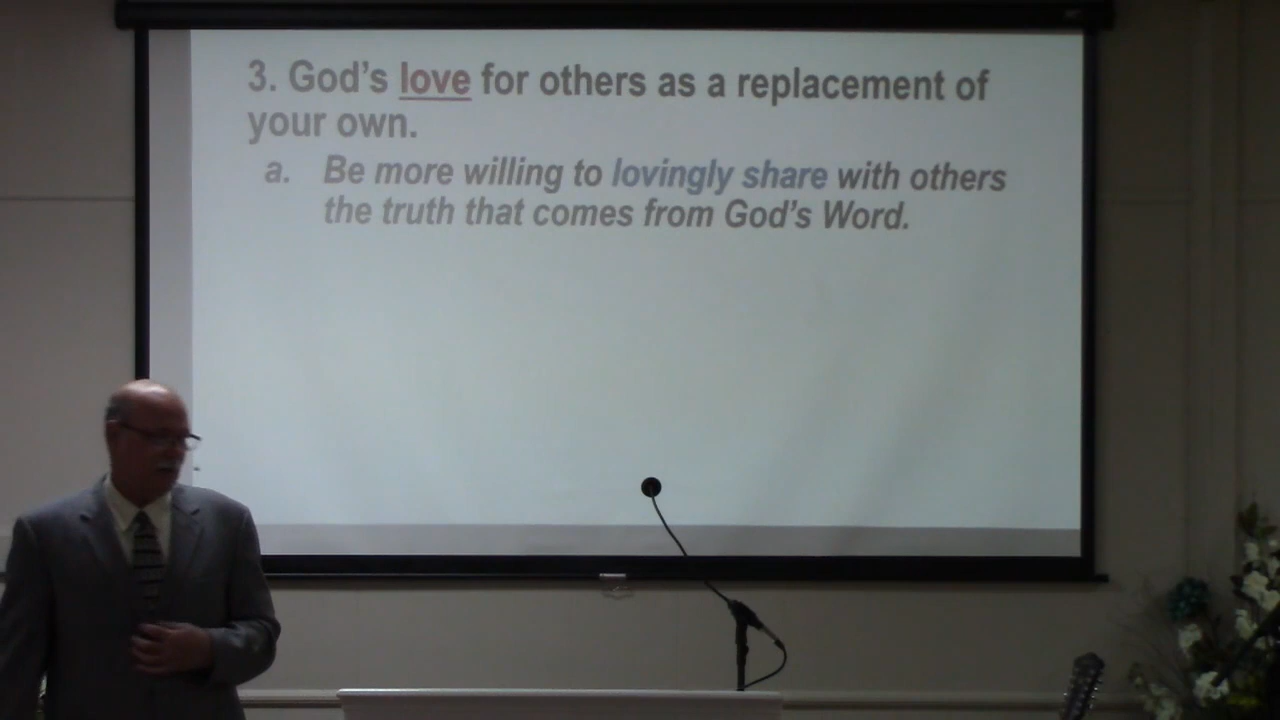 3. God's love for others as a replacement of
your own.
a. Be more willing to lovingly share with others
the truth that comes from God's Word.